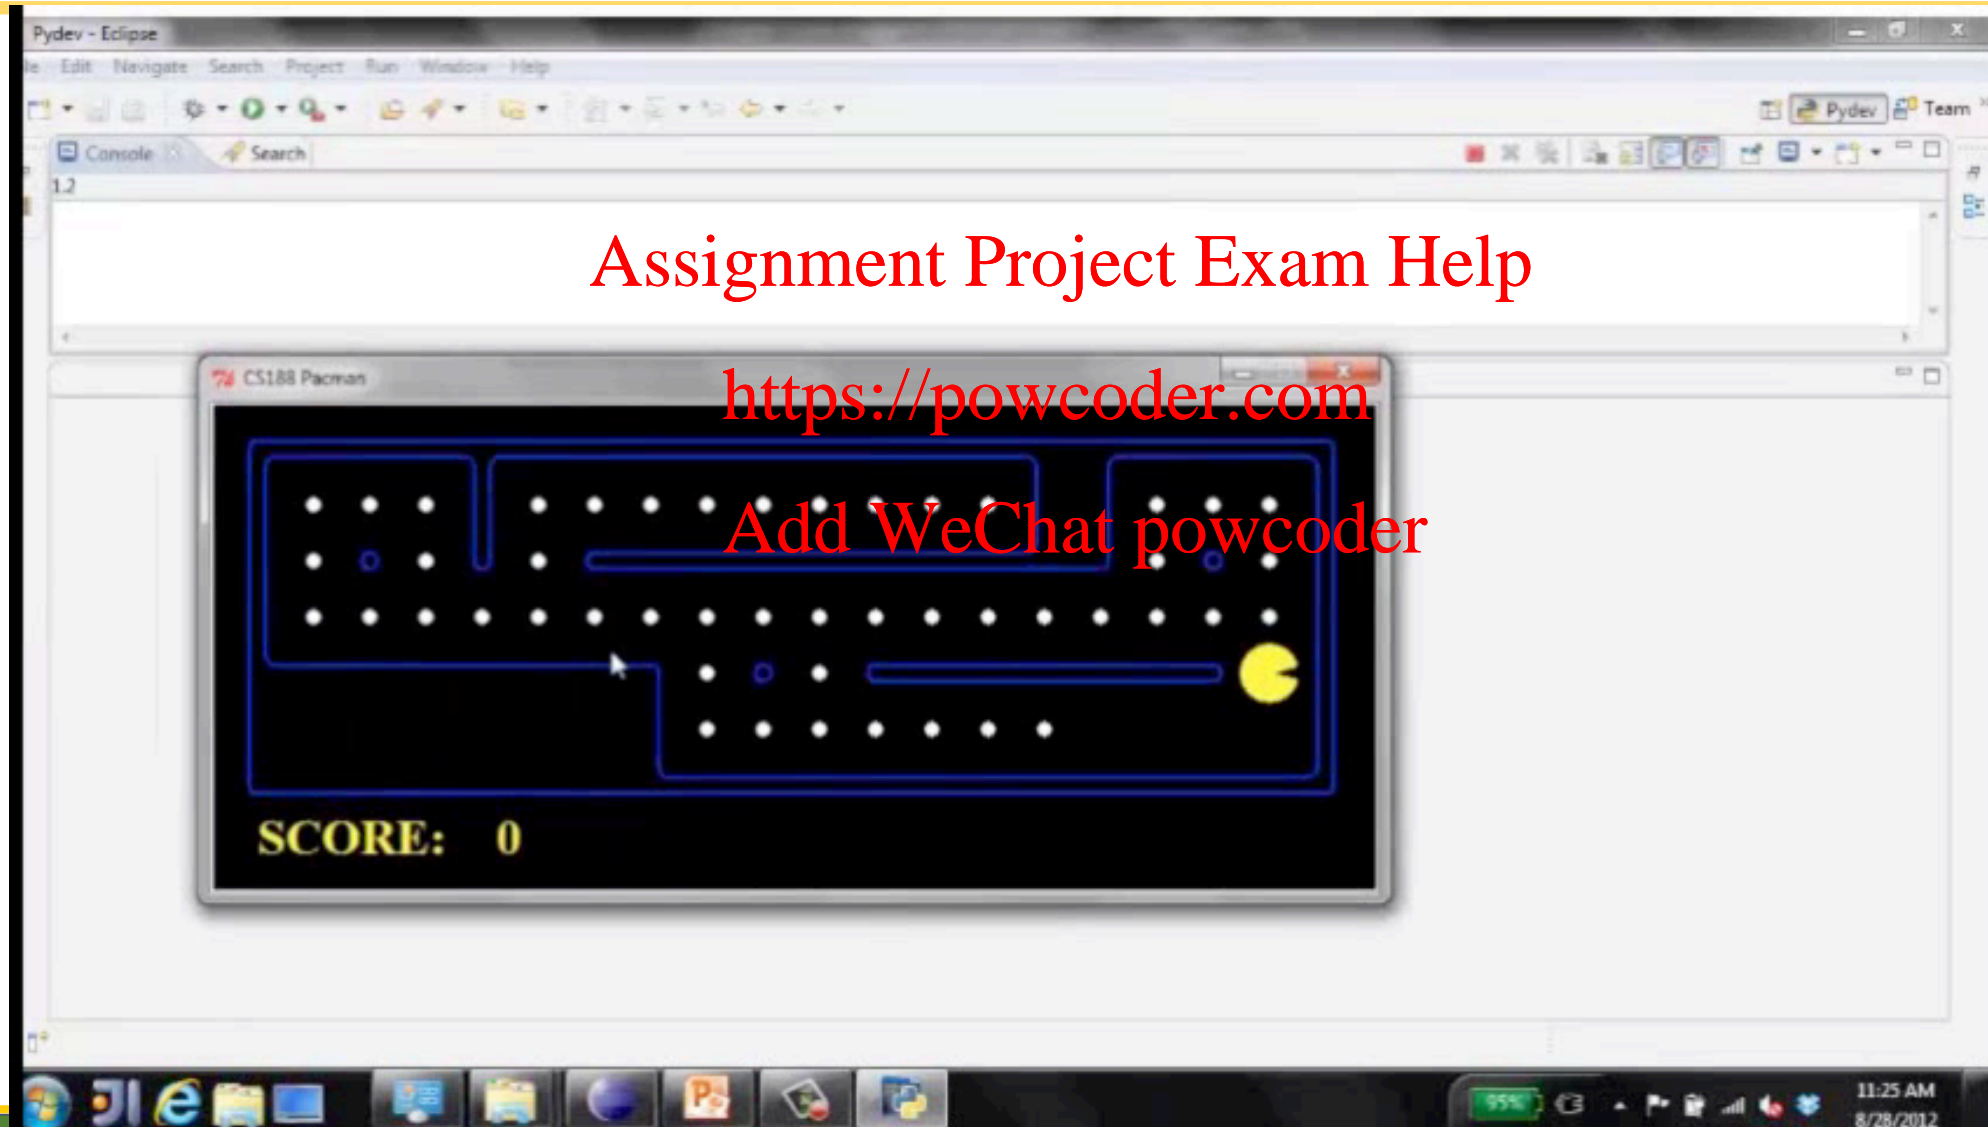 Pydev - Eclipse
Edit Navigate Search Project Run Window Help
Pydev Team
Console Search
1.2
Assignment Project Exam Help
CS188 Pacman
https://powcoder.com
Add WeChat powcoder
SCORE: 0
95%
11:25 AM
8/28/2012